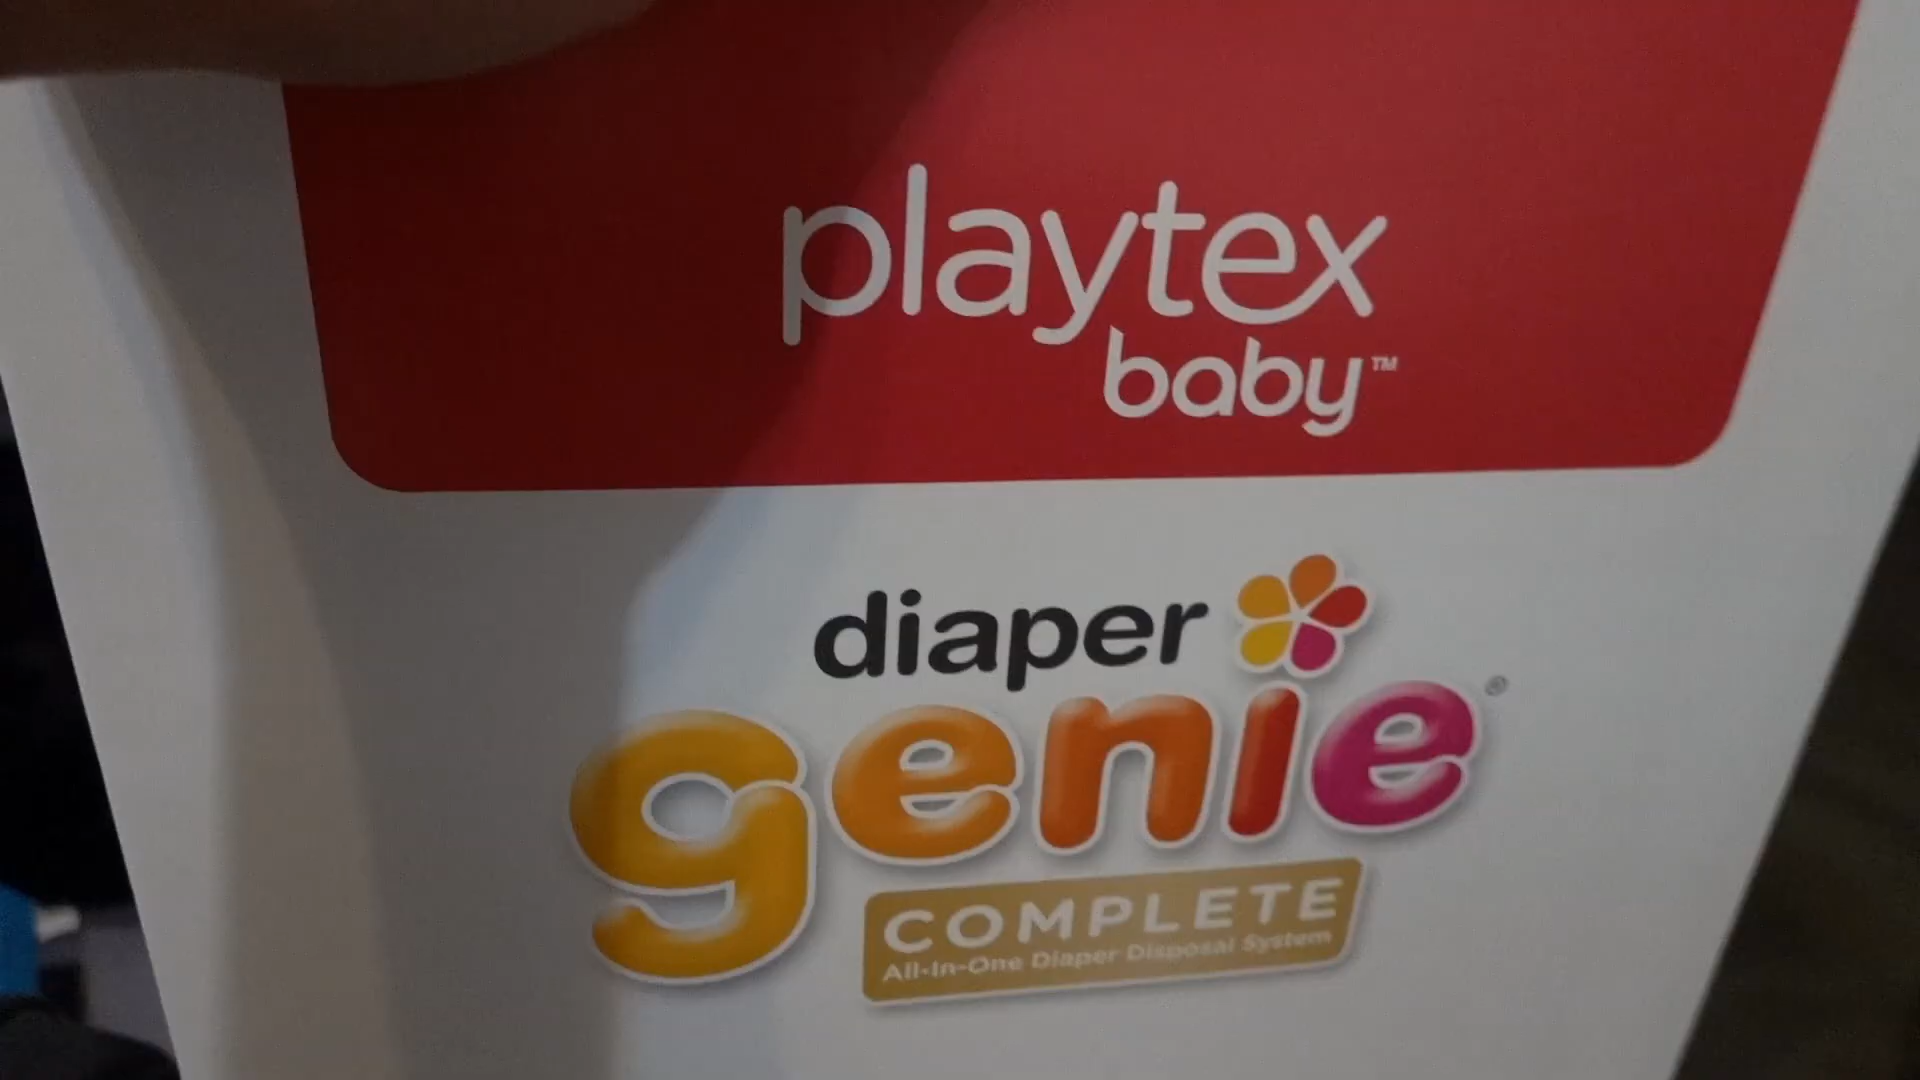 playtex
baby™
diaper
genie®
COMPLETE
All-In-One Diaper Disposal System